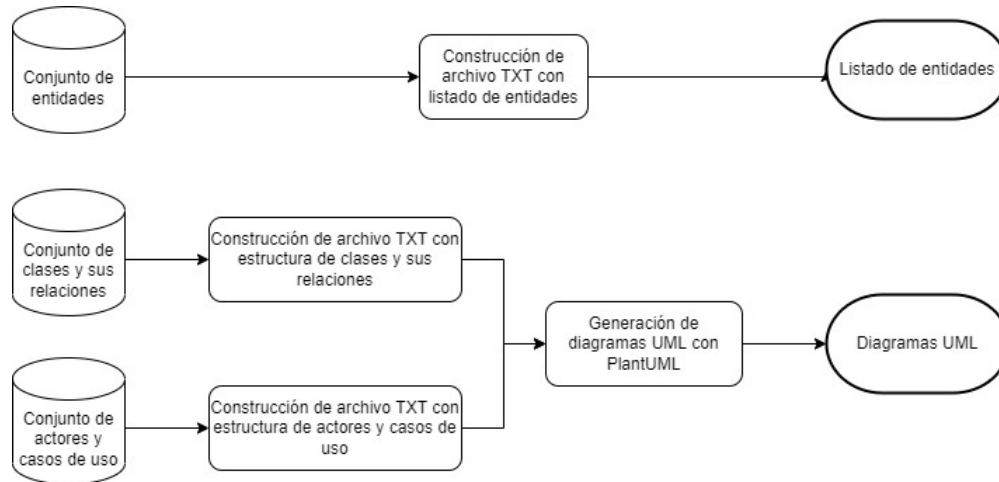 Conjunto de
entidades
Construcción de
archivo TXT con
listado de entidades
Listado de entidades
Conjunto de
clases y sus
relaciones
Construcción de archivo TXT con
estructura de clases y sus
relaciones
Generación de
diagramas UML con
PlantUML
Diagramas UML
Conjunto de
actores y
casos de uso
Construcción de archivo TXT con
estructura de actores y casos de
uso